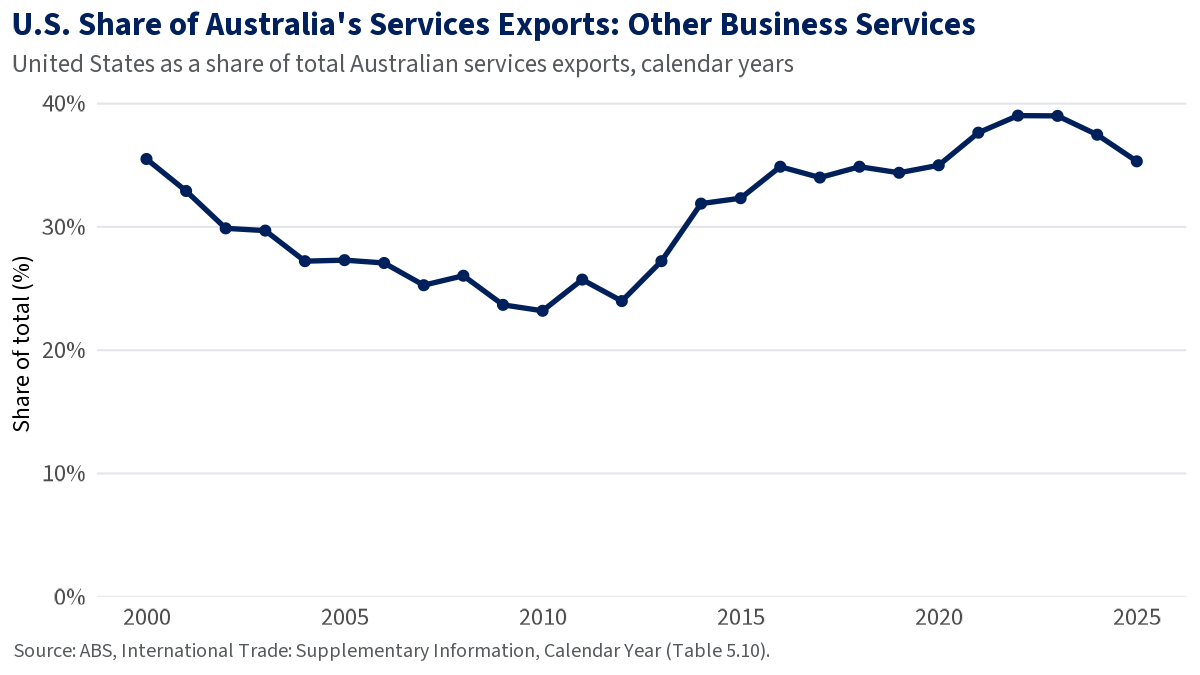 U.S. Share of Australia's Services Exports: Other Business Services
United States as a share of total Australian services exports, calendar years
Share of total (%)
40%
30%
20%
10%
0%
2000 2005 2010 2015 2020 2025
Source: ABS, International Trade: Supplementary Information, Calendar Year (Table 5.10).